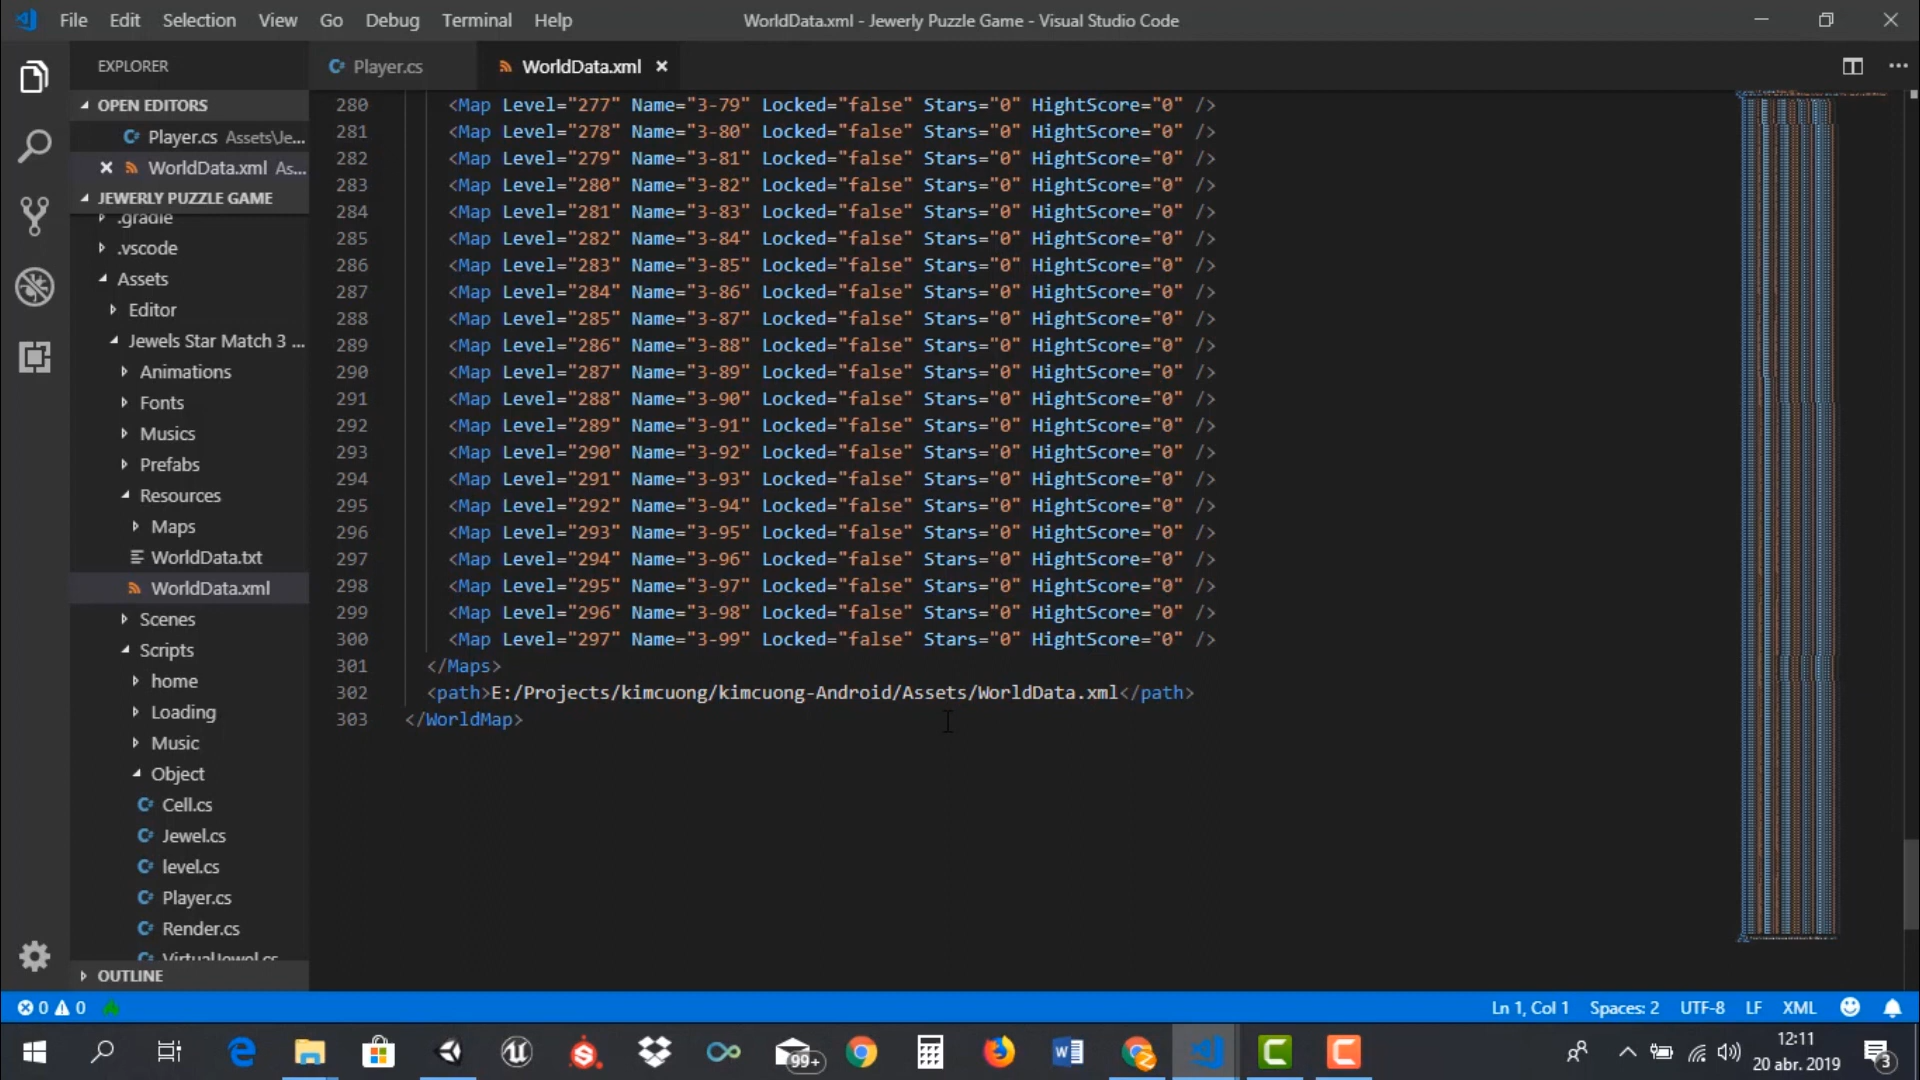 File Edit Selection View Go Debug Terminal Help
WorldData.xml - Jewerly Puzzle Game - Visual Studio Code
EXPLORER
OPEN EDITORS
Player.cs Assets\Je...
WorldData.xml As...
JEWERLY PUZZLE GAME
.gradle
.vscode
Assets
Editor
Jewels Star Match 3 ...
Animations
Fonts
Musics
Prefabs
Resources
Maps
WorldData.txt
WorldData.xml
Scenes
Scripts
home
Loading
Music
Object
Cell.cs
Jewel.cs
level.cs
Player.cs
Render.cs
VirtualJewel.cs
OUTLINE
Player.cs
WorldData.xml
280 <Map Level="277" Name="3-79" Locked="false" Stars="0" HightScore="0" />
281 <Map Level="278" Name="3-80" Locked="false" Stars="0" HightScore="0" />
282 <Map Level="279" Name="3-81" Locked="false" Stars="0" HightScore="0" />
283 <Map Level="280" Name="3-82" Locked="false" Stars="0" HightScore="0" />
284 <Map Level="281" Name="3-83" Locked="false" Stars="0" HightScore="0" />
285 <Map Level="282" Name="3-84" Locked="false" Stars="0" HightScore="0" />
286 <Map Level="283" Name="3-85" Locked="false" Stars="0" HightScore="0" />
287 <Map Level="284" Name="3-86" Locked="false" Stars="0" HightScore="0" />
288 <Map Level="285" Name="3-87" Locked="false" Stars="0" HightScore="0" />
289 <Map Level="286" Name="3-88" Locked="false" Stars="0" HightScore="0" />
290 <Map Level="287" Name="3-89" Locked="false" Stars="0" HightScore="0" />
291 <Map Level="288" Name="3-90" Locked="false" Stars="0" HightScore="0" />
292 <Map Level="289" Name="3-91" Locked="false" Stars="0" HightScore="0" />
293 <Map Level="290" Name="3-92" Locked="false" Stars="0" HightScore="0" />
294 <Map Level="291" Name="3-93" Locked="false" Stars="0" HightScore="0" />
295 <Map Level="292" Name="3-94" Locked="false" Stars="0" HightScore="0" />
296 <Map Level="293" Name="3-95" Locked="false" Stars="0" HightScore="0" />
297 <Map Level="294" Name="3-96" Locked="false" Stars="0" HightScore="0" />
298 <Map Level="295" Name="3-97" Locked="false" Stars="0" HightScore="0" />
299 <Map Level="296" Name="3-98" Locked="false" Stars="0" HightScore="0" />
300 <Map Level="297" Name="3-99" Locked="false" Stars="0" HightScore="0" />
301 </Maps>
302 <path>E:/Projects/kimcuong/kimcuong-Android/Assets/WorldData.xml</path>
303 </WorldMap>
0 0
Ln 1, Col 1 Spaces: 2 UTF-8 LF XML
99+
12:11
20 abr. 2019
3